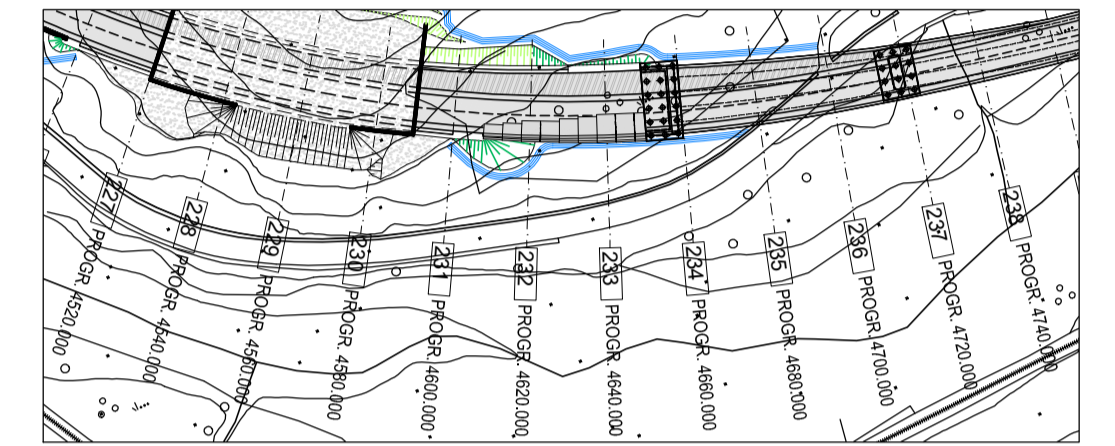 227 PROGR. 4520.000
228 PROGR. 4540.000
229 PROGR. 4560.000
230 PROGR. 4580.000
231 PROGR. 4600.000
232 PROGR. 4620.000
233 PROGR. 4640.000
234 PROGR. 4660.000
235 PROGR. 4680.000
236 PROGR. 4700.000
237 PROGR. 4720.000
238 PROGR. 4740.000